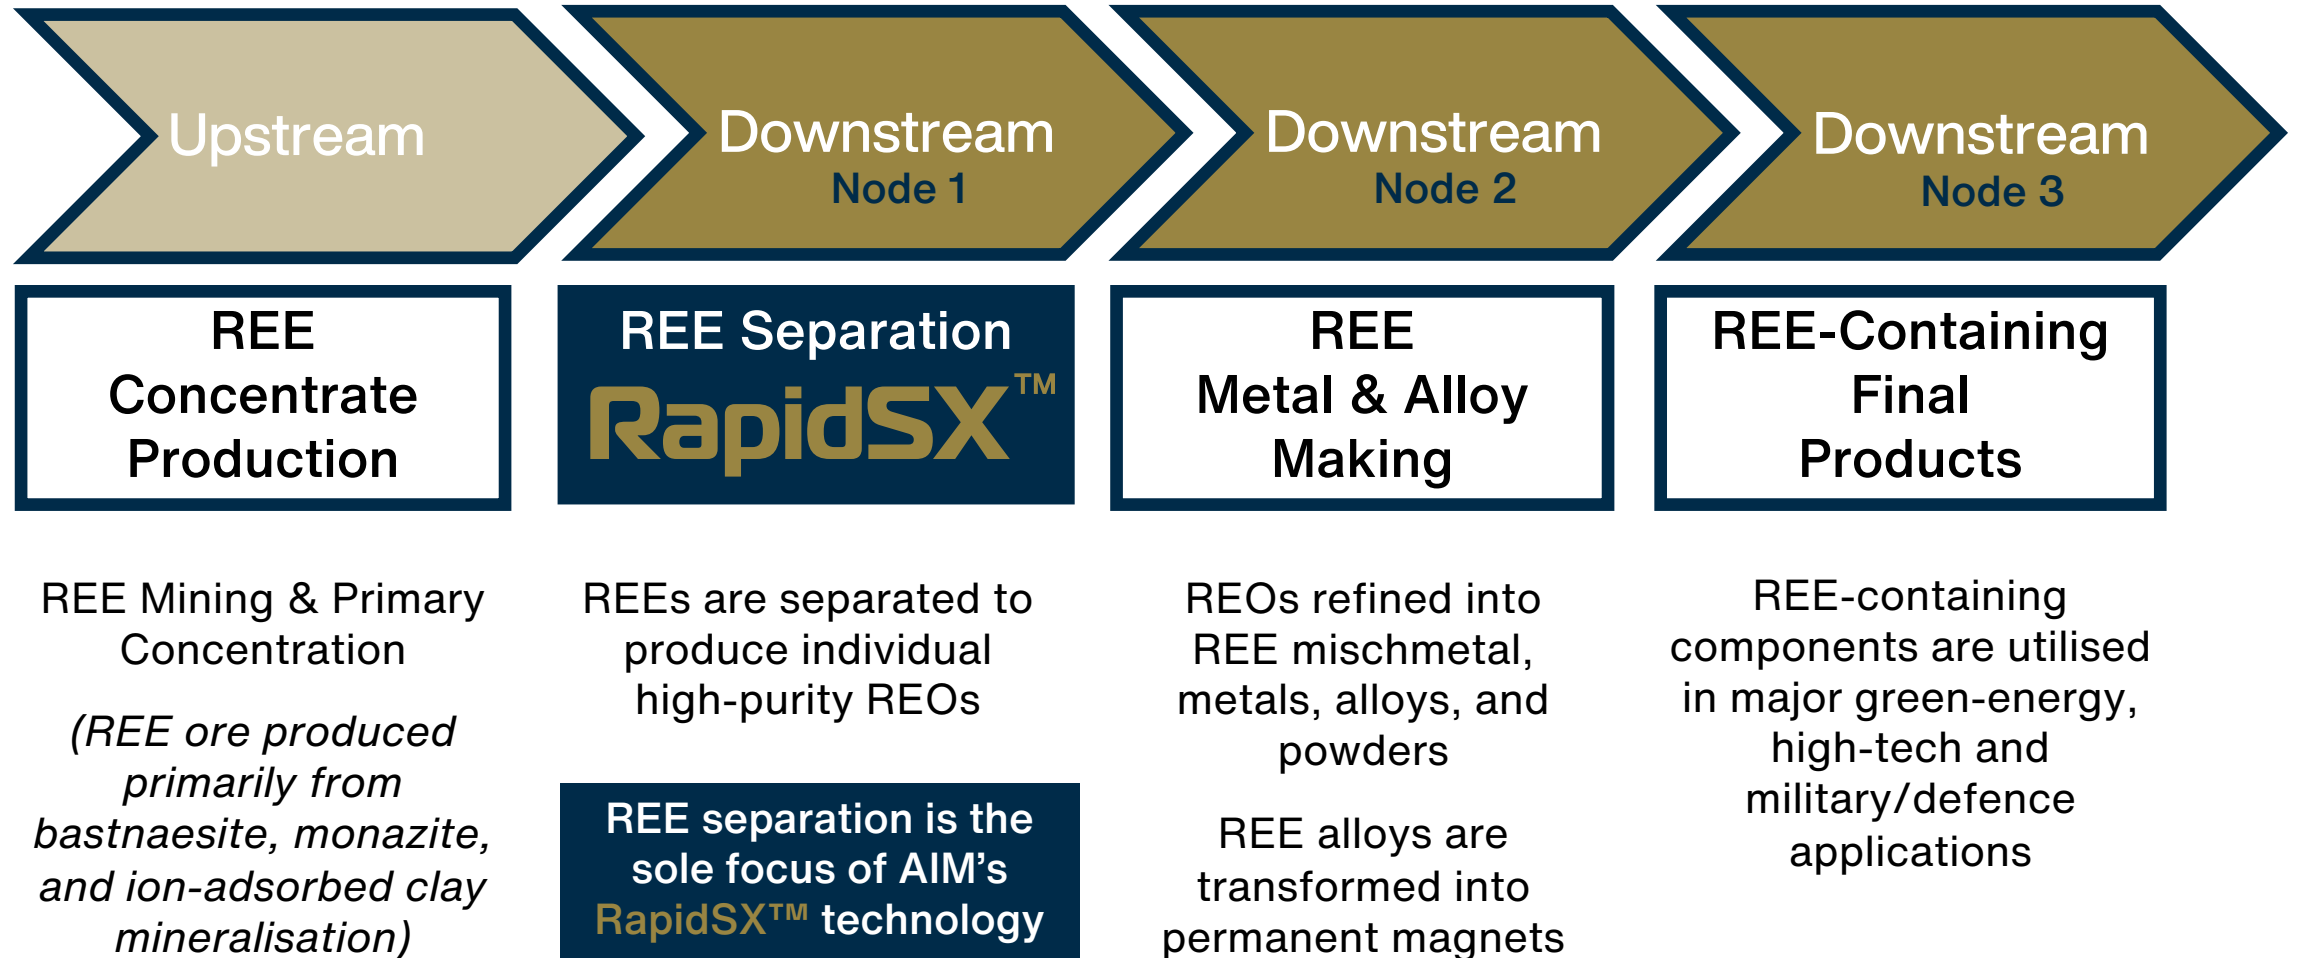 Upstream
Downstream
Node 1
Downstream
Node 2
Downstream
Node 3
REE
Concentrate
Production
REE Separation
RapidSX™
REE
Metal & Alloy
Making
REE-Containing
Final
Products
REE Mining & Primary
Concentration
(REE ore produced
primarily from
bastnaesite, monazite,
and ion-adsorbed clay
mineralisation)
REEs are separated to
produce individual
high-purity REOs
REE separation is the
sole focus of AIM’s
RapidSX™ technology
REOs refined into
REE mischmetal,
metals, alloys, and
powders
REE alloys are
transformed into
permanent magnets
REE-containing
components are utilised
in major green-energy,
high-tech and
military/defence
applications